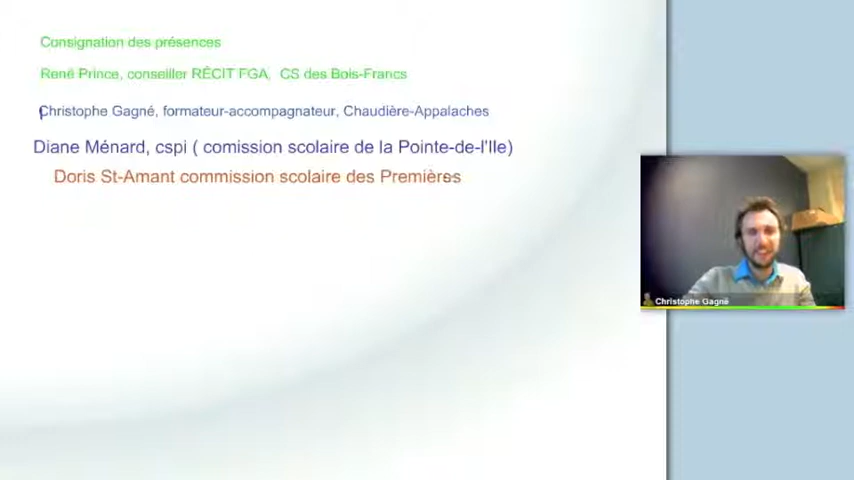 Consignation des présences
René Prince, conseiller RÉCIT FGA, CS des Bois-Francs
Christophe Gagné, formateur-accompagnateur, Chaudière-Appalaches
Diane Ménard, cspi ( comission scolaire de la Pointe-de-l'Ile)
Doris St-Amant commission scolaire des Premières
Christophe Gagné